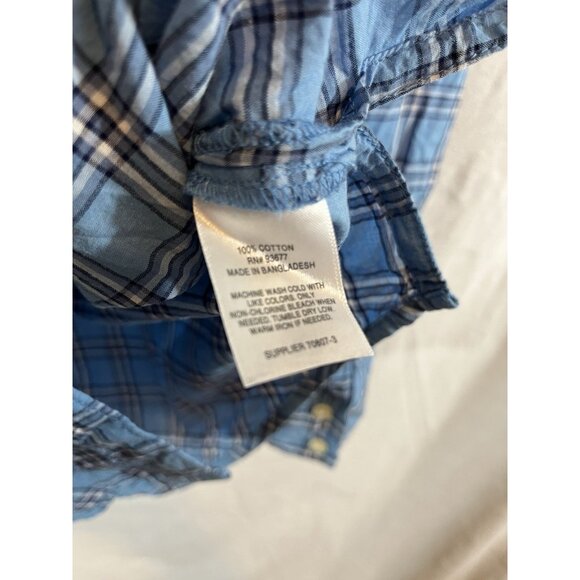 100% COTTON
RN# 93677
MADE IN BANGLADESH
MACHINE WASH COLD WITH
LIKE COLORS. ONLY
NON-CHLORINE BLEACH WHEN
NEEDED. TUMBLE DRY LOW.
WARM IRON IF NEEDED.
SUPPLIER 70807-3